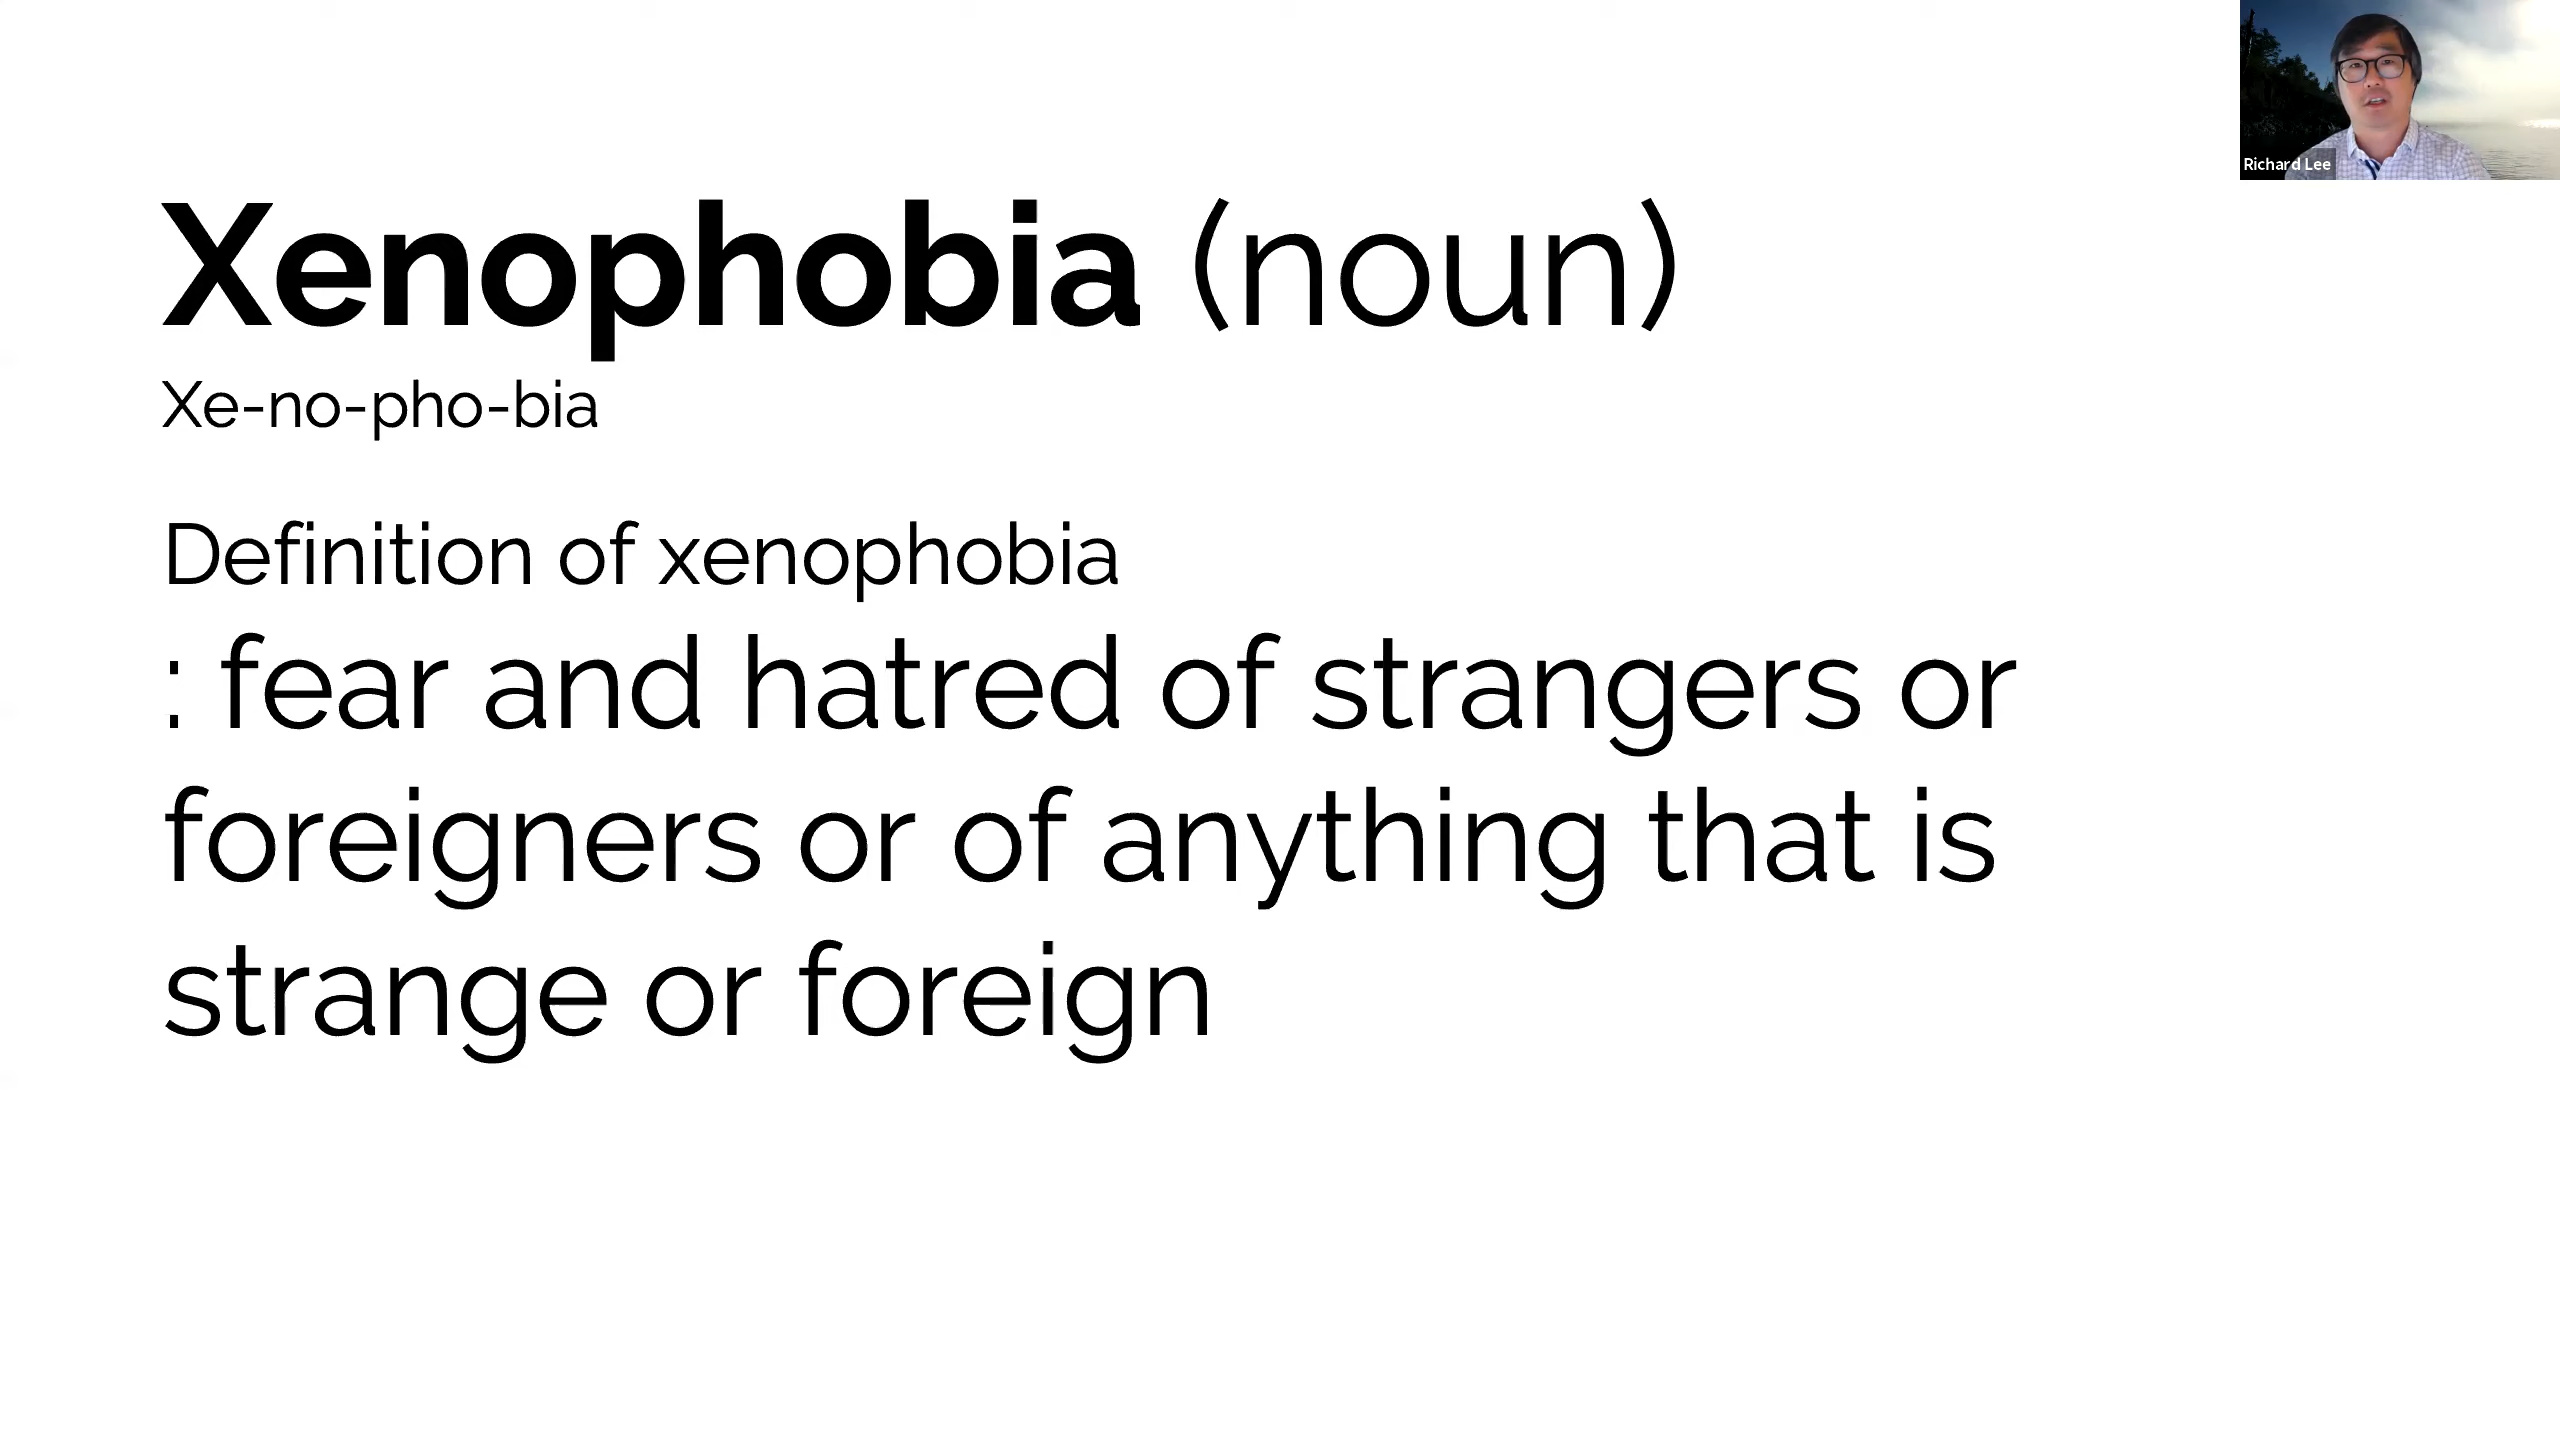 Richard Lee
Xenophobia (noun)
Xe-no-pho-bia
Definition of xenophobia
: fear and hatred of strangers or
foreigners or of anything that is
strange or foreign